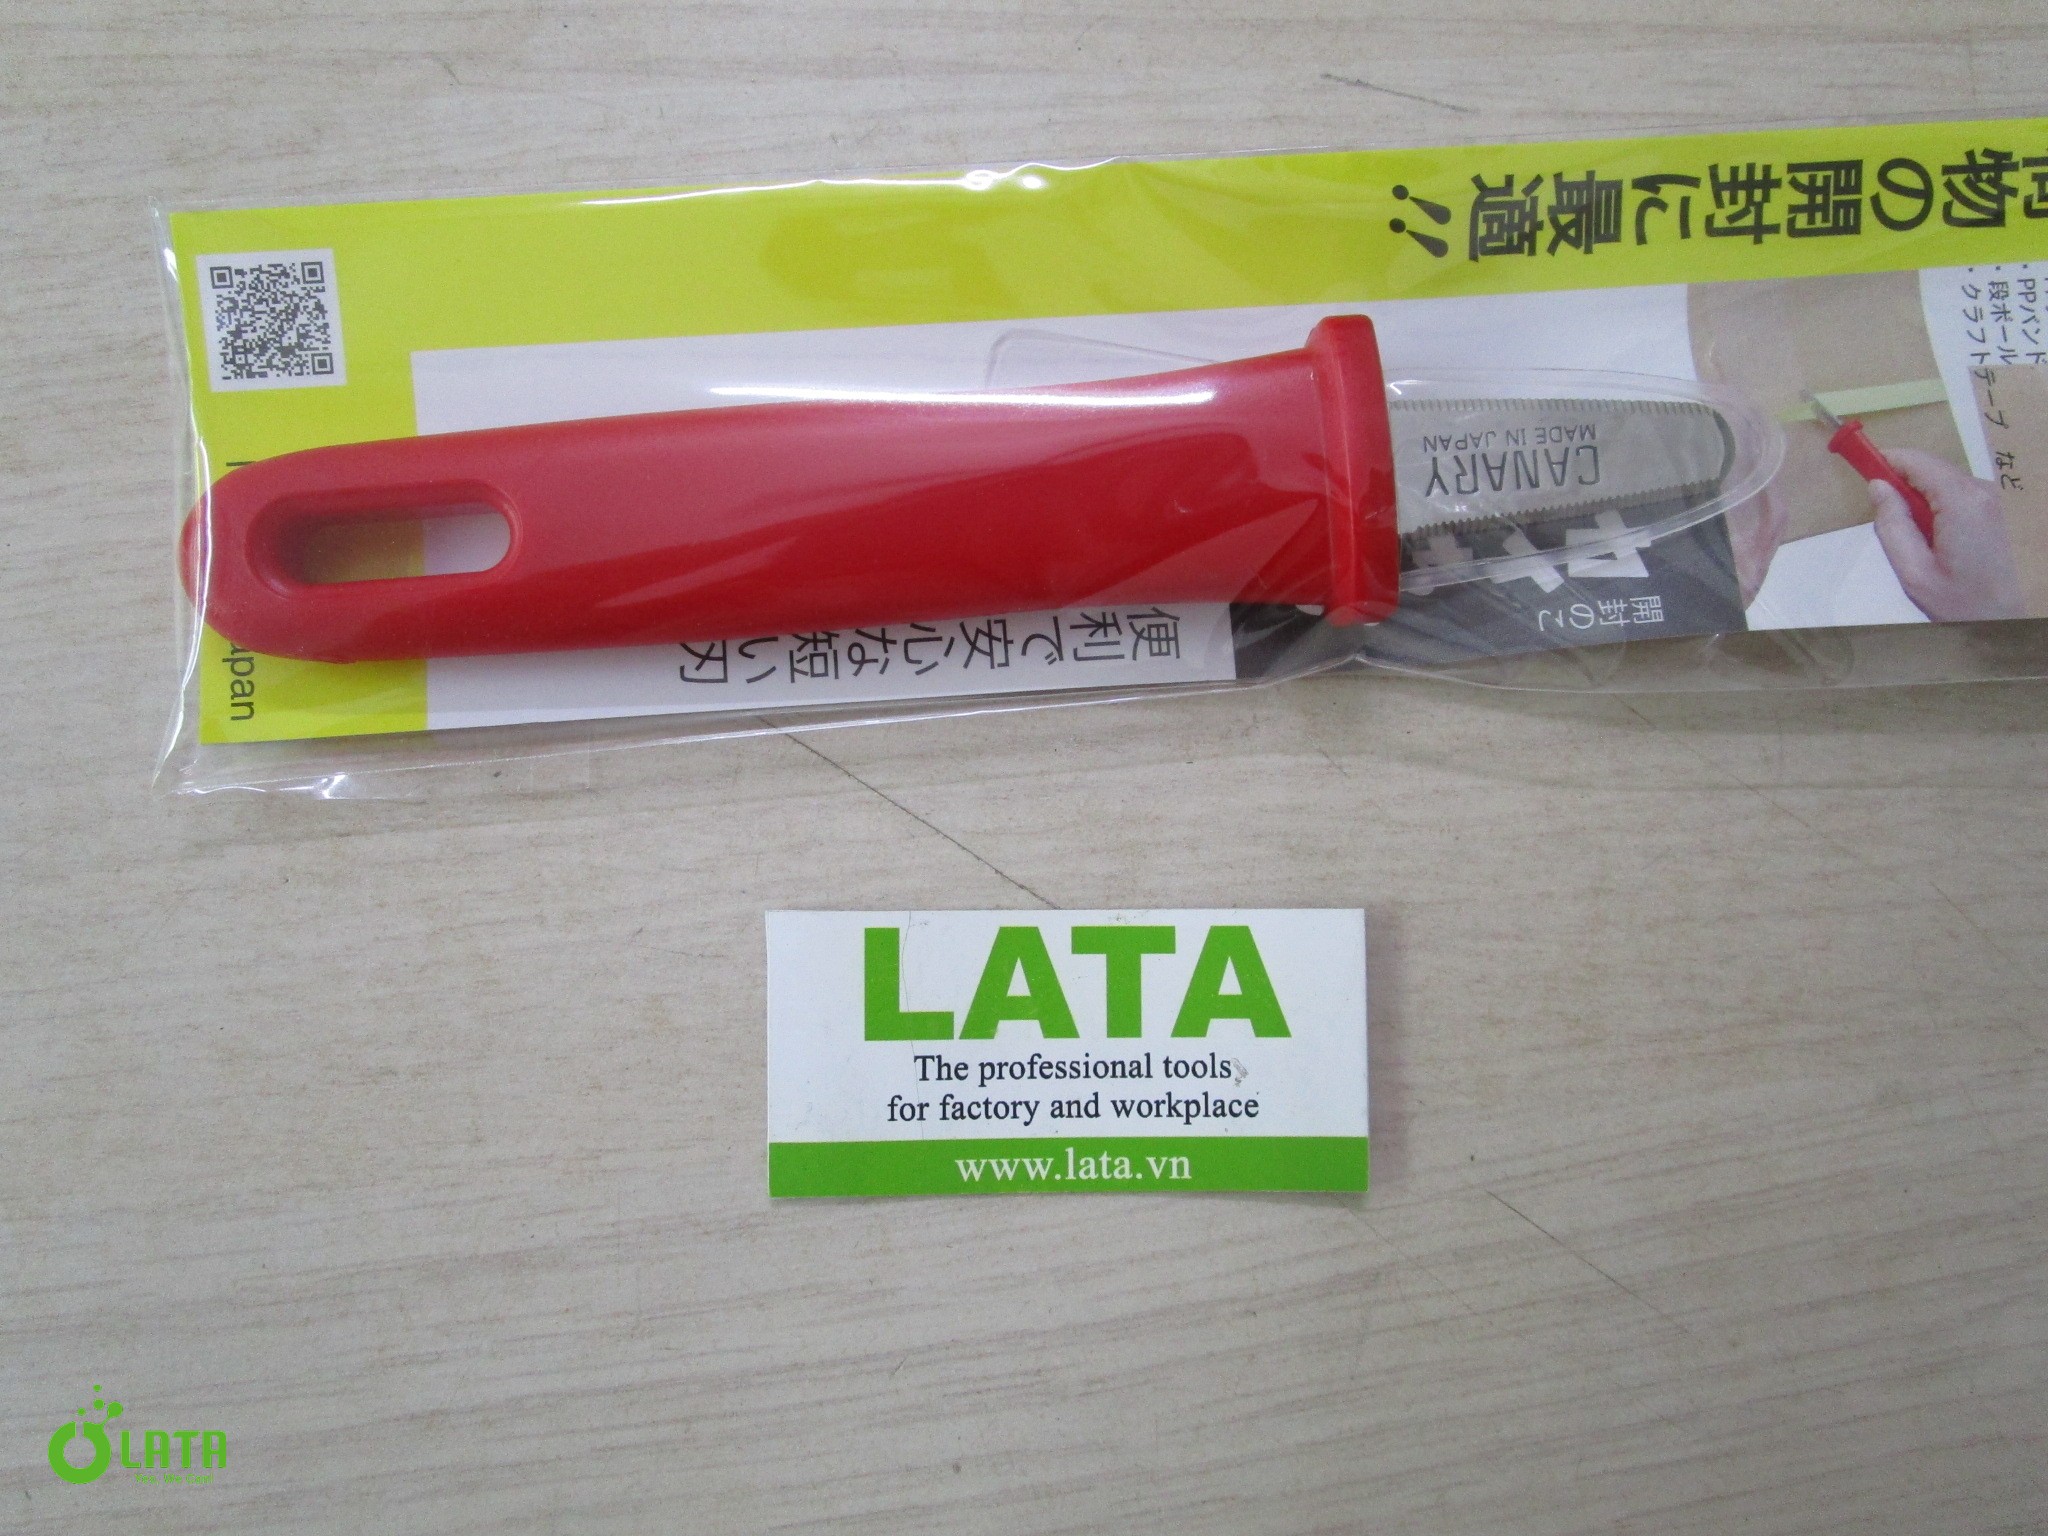 物の開封に最適!!
・PPバンド
・段ボール
・クラフトテープ など
CANARY
MADE IN JAPAN
開封のこ
便利で安心な短い刃
LATA
The professional tools
for factory and workplace
www.lata.vn
LATA